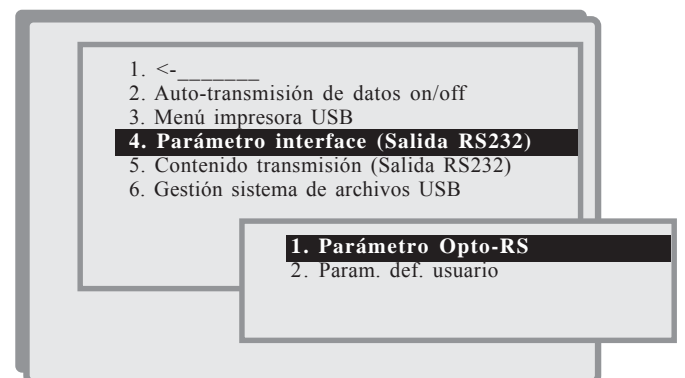 1. <-_______
2. Auto-transmisión de datos on/off
3. Menú impresora USB
4. Parámetro interface (Salida RS232)
5. Contenido transmisión (Salida RS232)
6. Gestión sistema de archivos USB
1. Parámetro Opto-RS
2. Param. def. usuario